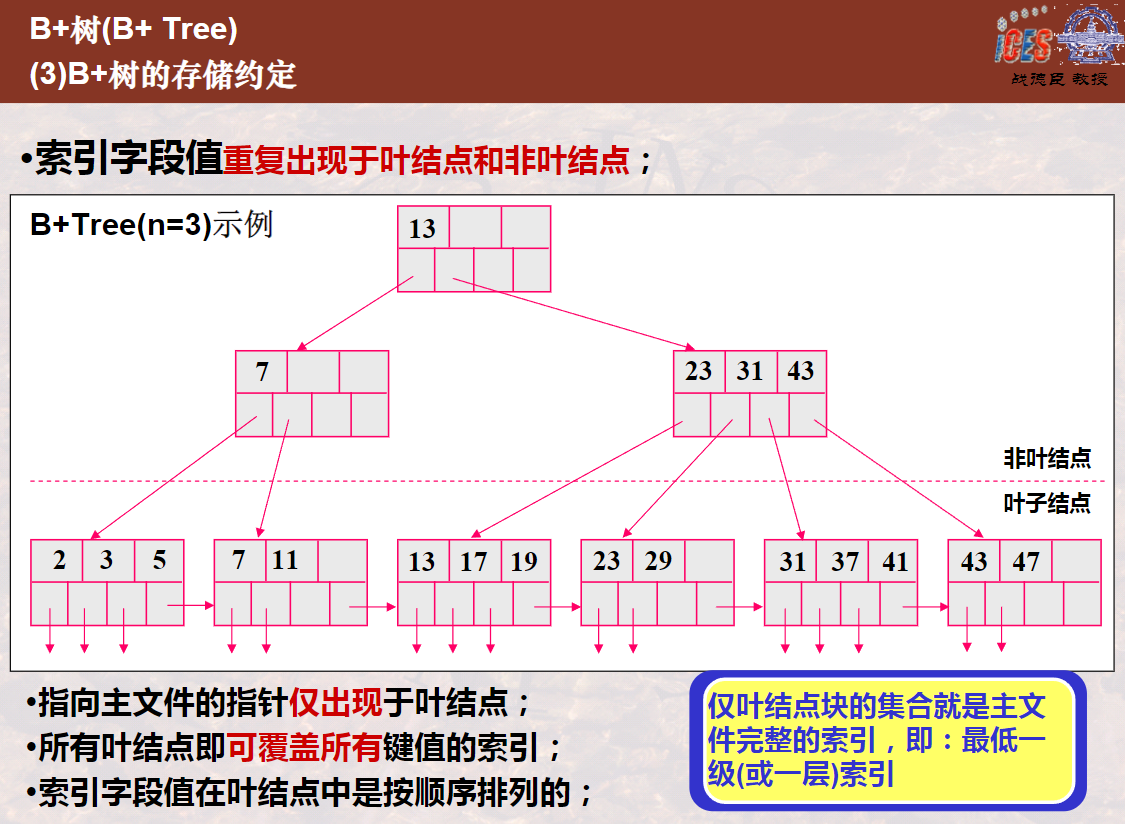 B+树(B+ Tree)
(3)B+树的存储约定
iCES
战德臣 教授
•索引字段值重复出现于叶结点和非叶结点；
B+Tree(n=3)示例
13
7
23 31 43
非叶结点
叶子结点
2 3 5
7 11
13 17 19
23 29
31 37 41
43 47
•指向主文件的指针仅出现于叶结点；
•所有叶结点即可覆盖所有键值的索引；
•索引字段值在叶结点中是按顺序排列的；
仅叶结点块的集合就是主文
件完整的索引，即：最低一
级(或一层)索引